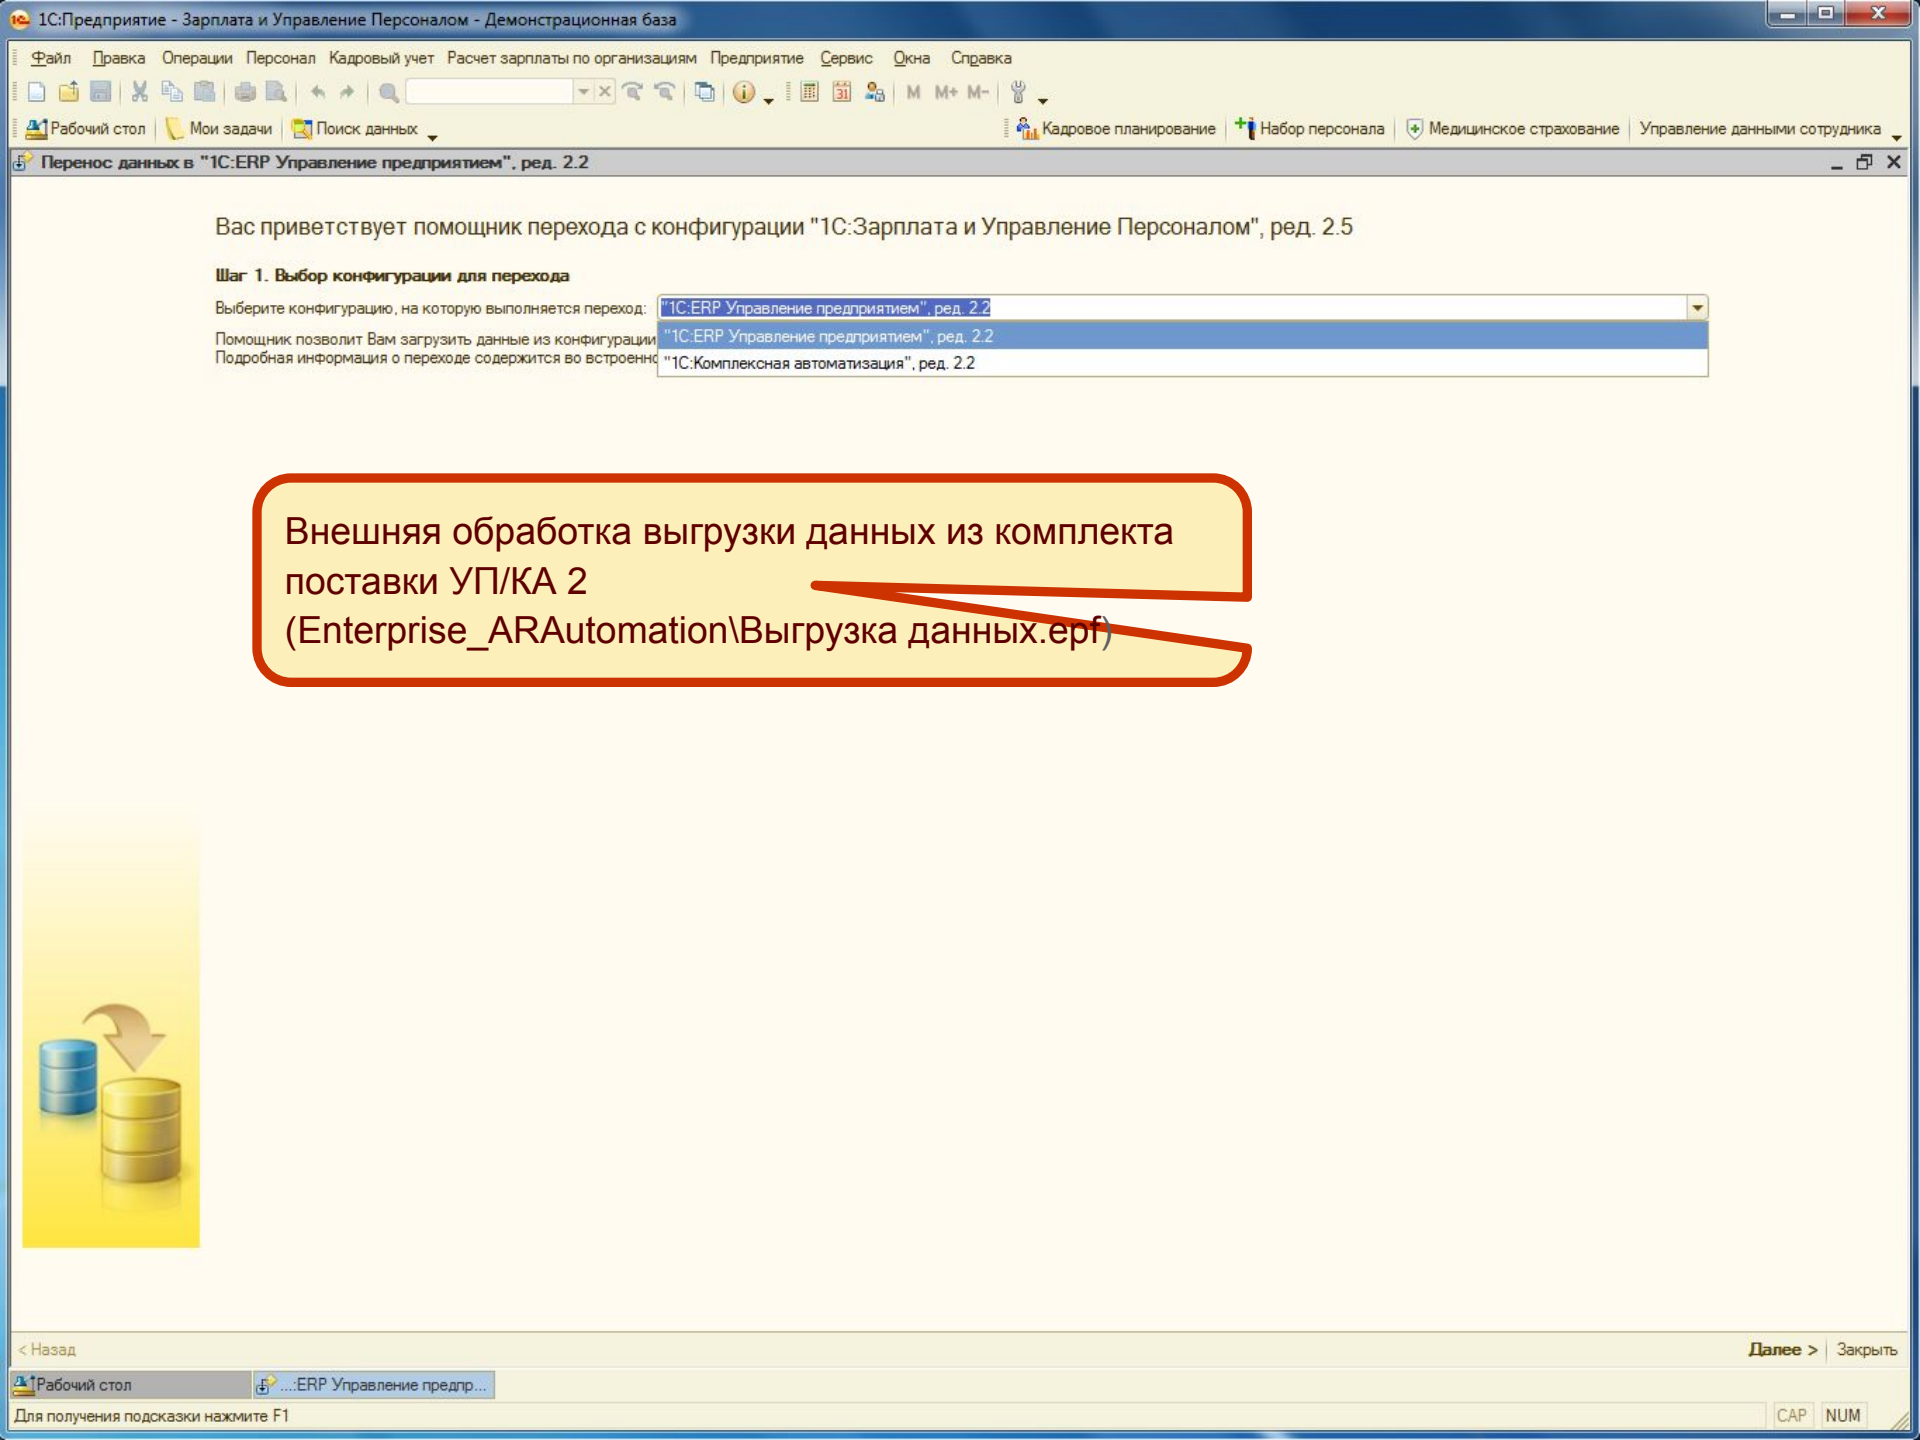 1С:Предприятие - Зарплата и Управление Персоналом - Демонстрационная база
Файл Правка Операции Персонал Кадровый учет Расчет зарплаты по организациям Предприятие Сервис Окна Справка
31 M M+ M-
Рабочий стол Мои задачи Поиск данных Кадровое планирование Набор персонала Медицинское страхование Управление данными сотрудника
Перенос данных в "1С:ERP Управление предприятием", ред. 2.2
Вас приветствует помощник перехода с конфигурации "1С:Зарплата и Управление Персоналом", ред. 2.5
Шаг 1. Выбор конфигурации для перехода
Выберите конфигурацию, на которую выполняется переход: "1С:ERP Управление предприятием", ред. 2.2
Помощник позволит Вам загрузить данные из конфигурации "1С:ERP Управление предприятием", ред. 2.2
Подробная информация о переходе содержится во встроенно "1С:Комплексная автоматизация", ред. 2.2
Внешняя обработка выгрузки данных из комплекта
поставки УП/КА 2
(Enterprise_ARAutomation\Выгрузка данных.epf)
< Назад Далее > Закрыть
Рабочий стол ...:ERP Управление предпр...
Для получения подсказки нажмите F1 CAP NUM